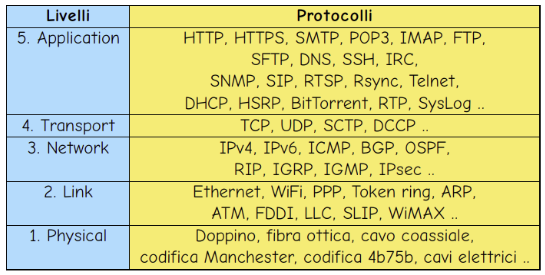 Livelli Protocolli
5. Application HTTP, HTTPS, SMTP, POP3, IMAP, FTP,
SFTP, DNS, SSH, IRC,
SNMP, SIP, RTSP, Rsync, Telnet,
DHCP, HSRP, BitTorrent, RTP, SysLog ..
4. Transport TCP, UDP, SCTP, DCCP ..
3. Network IPv4, IPv6, ICMP, BGP, OSPF,
RIP, IGRP, IGMP, IPsec ..
2. Link Ethernet, WiFi, PPP, Token ring, ARP,
ATM, FDDI, LLC, SLIP, WiMAX ..
1. Physical Doppino, fibra ottica, cavo coassiale,
codifica Manchester, codifica 4b75b, cavi elettrici ..